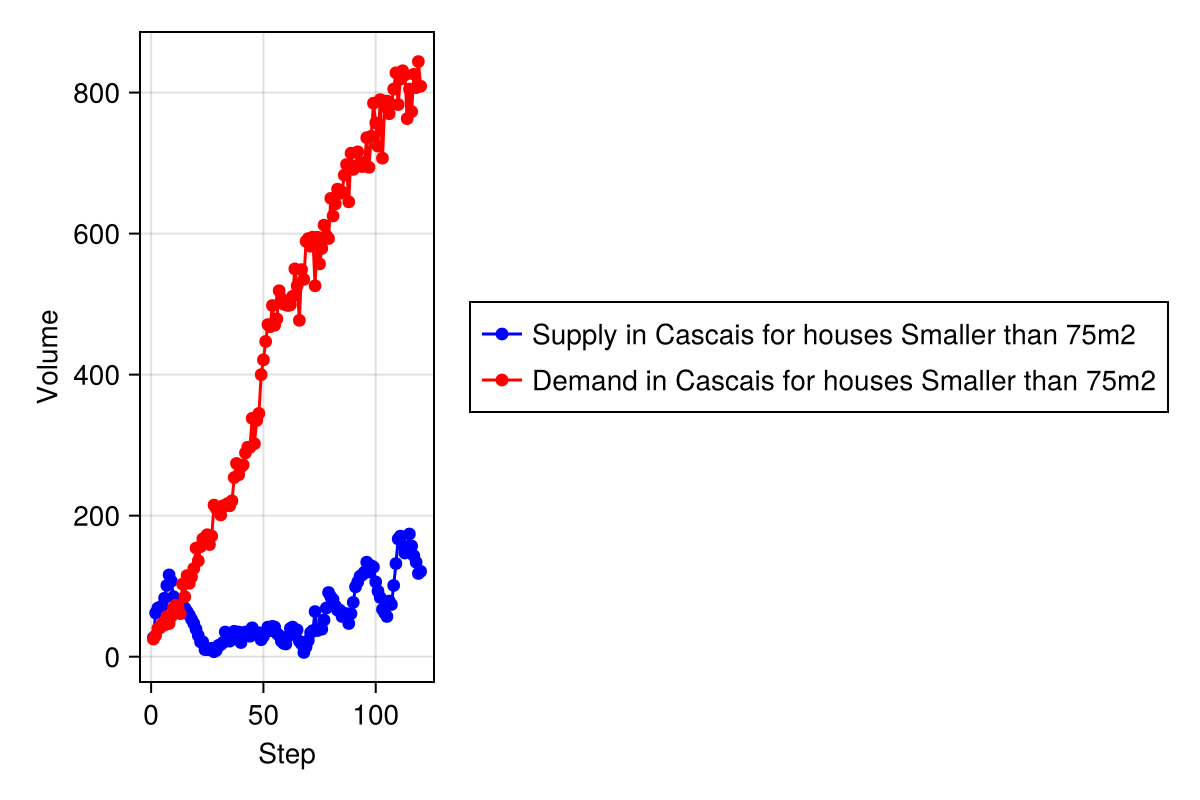 Volume
800
600
400
200
0
0 50 100
Step
Supply in Cascais for houses Smaller than 75m2
Demand in Cascais for houses Smaller than 75m2